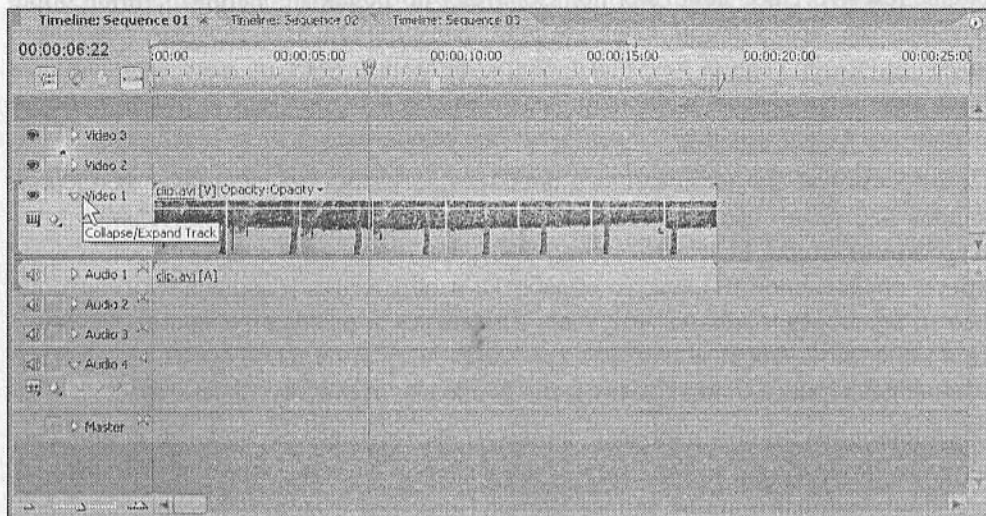 Timeline: Sequence 01 × Timeline: Sequence 02 Timeline: Sequence 03
00:00:06:22
:00:00 00:00:05:00 00:00:10:00 00:00:15:00 00:00:20:00 00:00:25:00
Video 3
Video 2
Video 1
clip.avi [V] Opacity:Opacity
Collapse/Expand Track
Audio 1
clip.avi [A]
Audio 2
Audio 3
Audio 4
Master